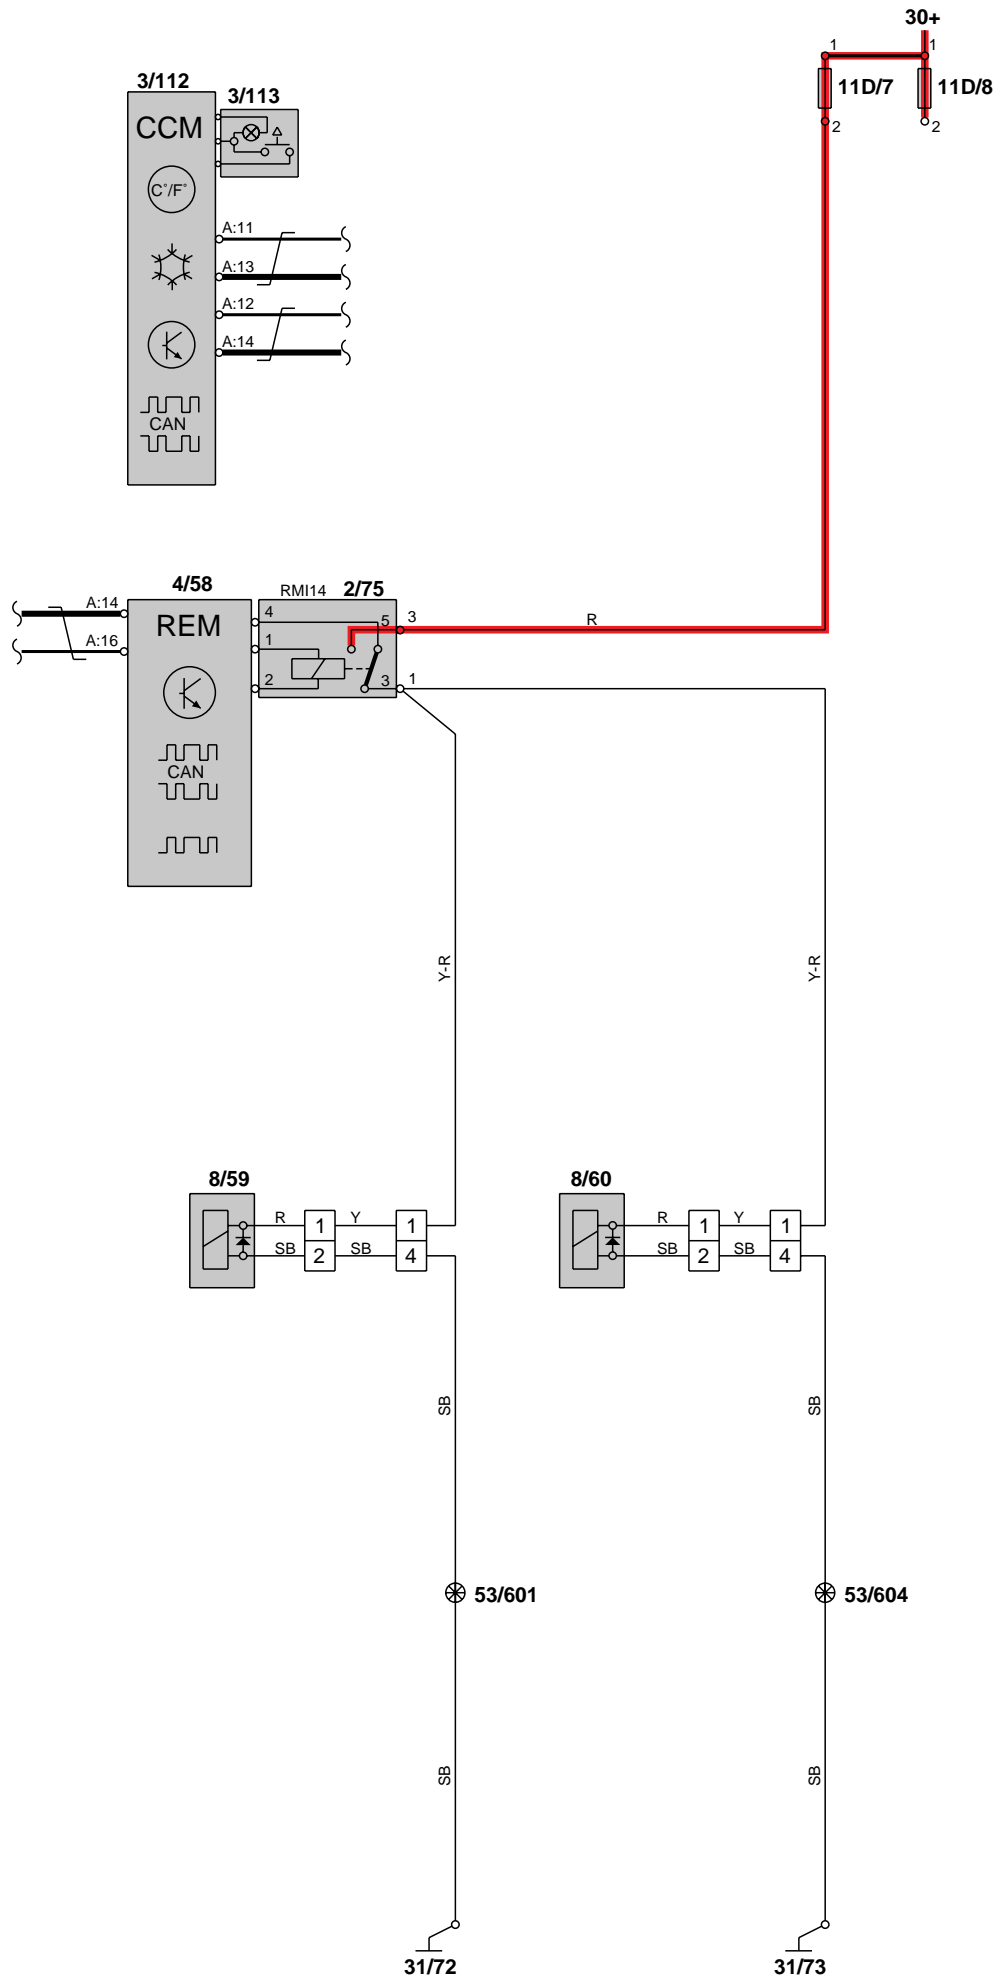 30+
1
1
11D/7
11D/8
2
2
3/112
3/113
CCM
C°/F°
A:11
A:13
A:12
A:14
CAN
4/58
RMI14
2/75
A:14
A:16
REM
4
1
2
5
3
3
1
R
CAN
Y-R
Y-R
8/59
8/60
R
1
Y
1
SB
2
SB
4
R
1
Y
1
SB
2
SB
4
SB
SB
53/601
53/604
SB
SB
31/72
31/73